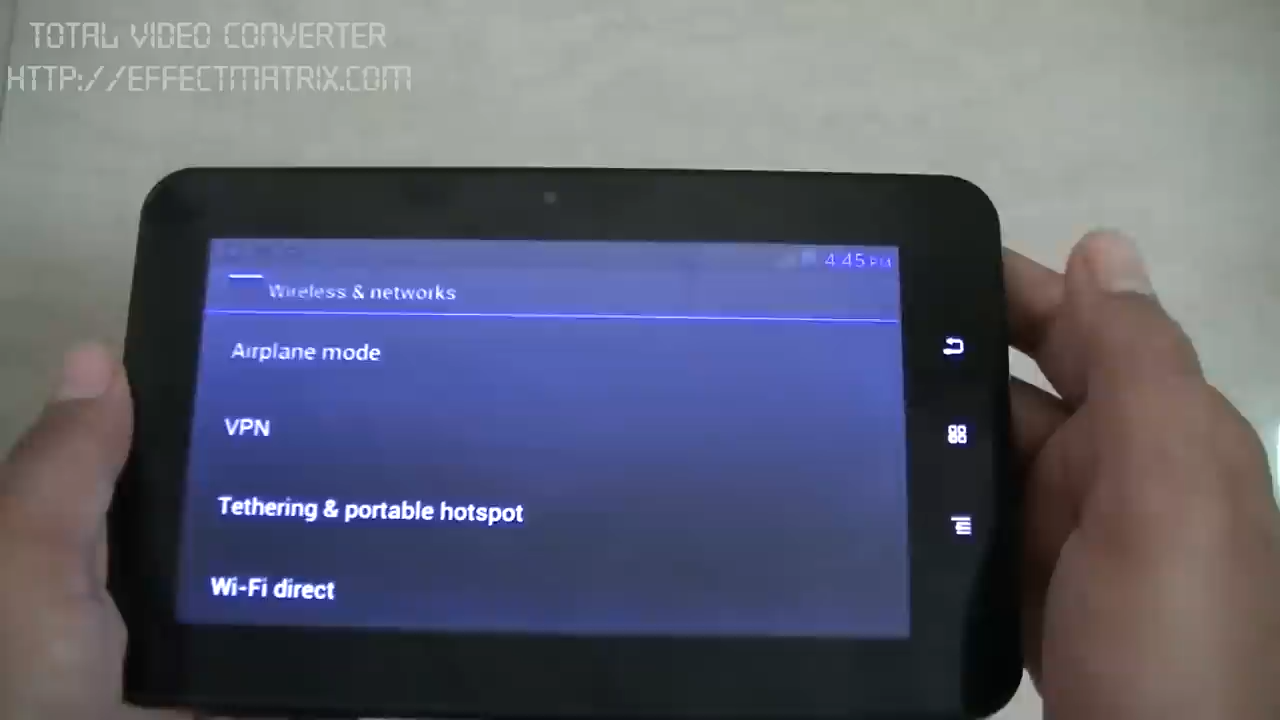 TOTAL VIDEO CONVERTER
HTTP://EFFECTMATRIX.COM
4:45 PM
Wireless & networks
Airplane mode
VPN
Tethering & portable hotspot
Wi-Fi direct